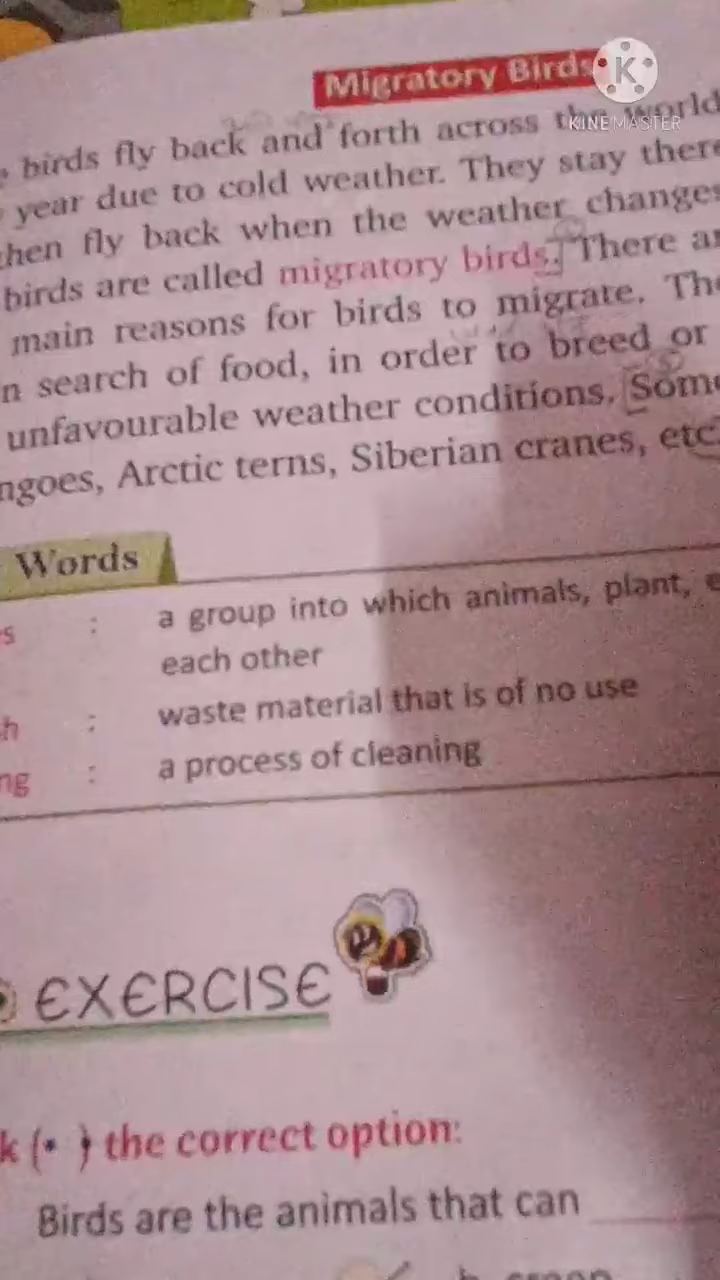 Migratory Birds
KINEMASTER
birds fly back and forth across the world
year due to cold weather. They stay there
then fly back when the weather changes
birds are called migratory birds. There
main reasons for birds to migrate. The
search of food, in order to breed or
unfavourable weather conditions. Some
Arctic terns, Siberian cranes, etc
Words
: a group into which animals, plant,
each other
: waste material that is of no use
: a process of cleaning
EXERCISE
the correct option:
Birds are the animals that can